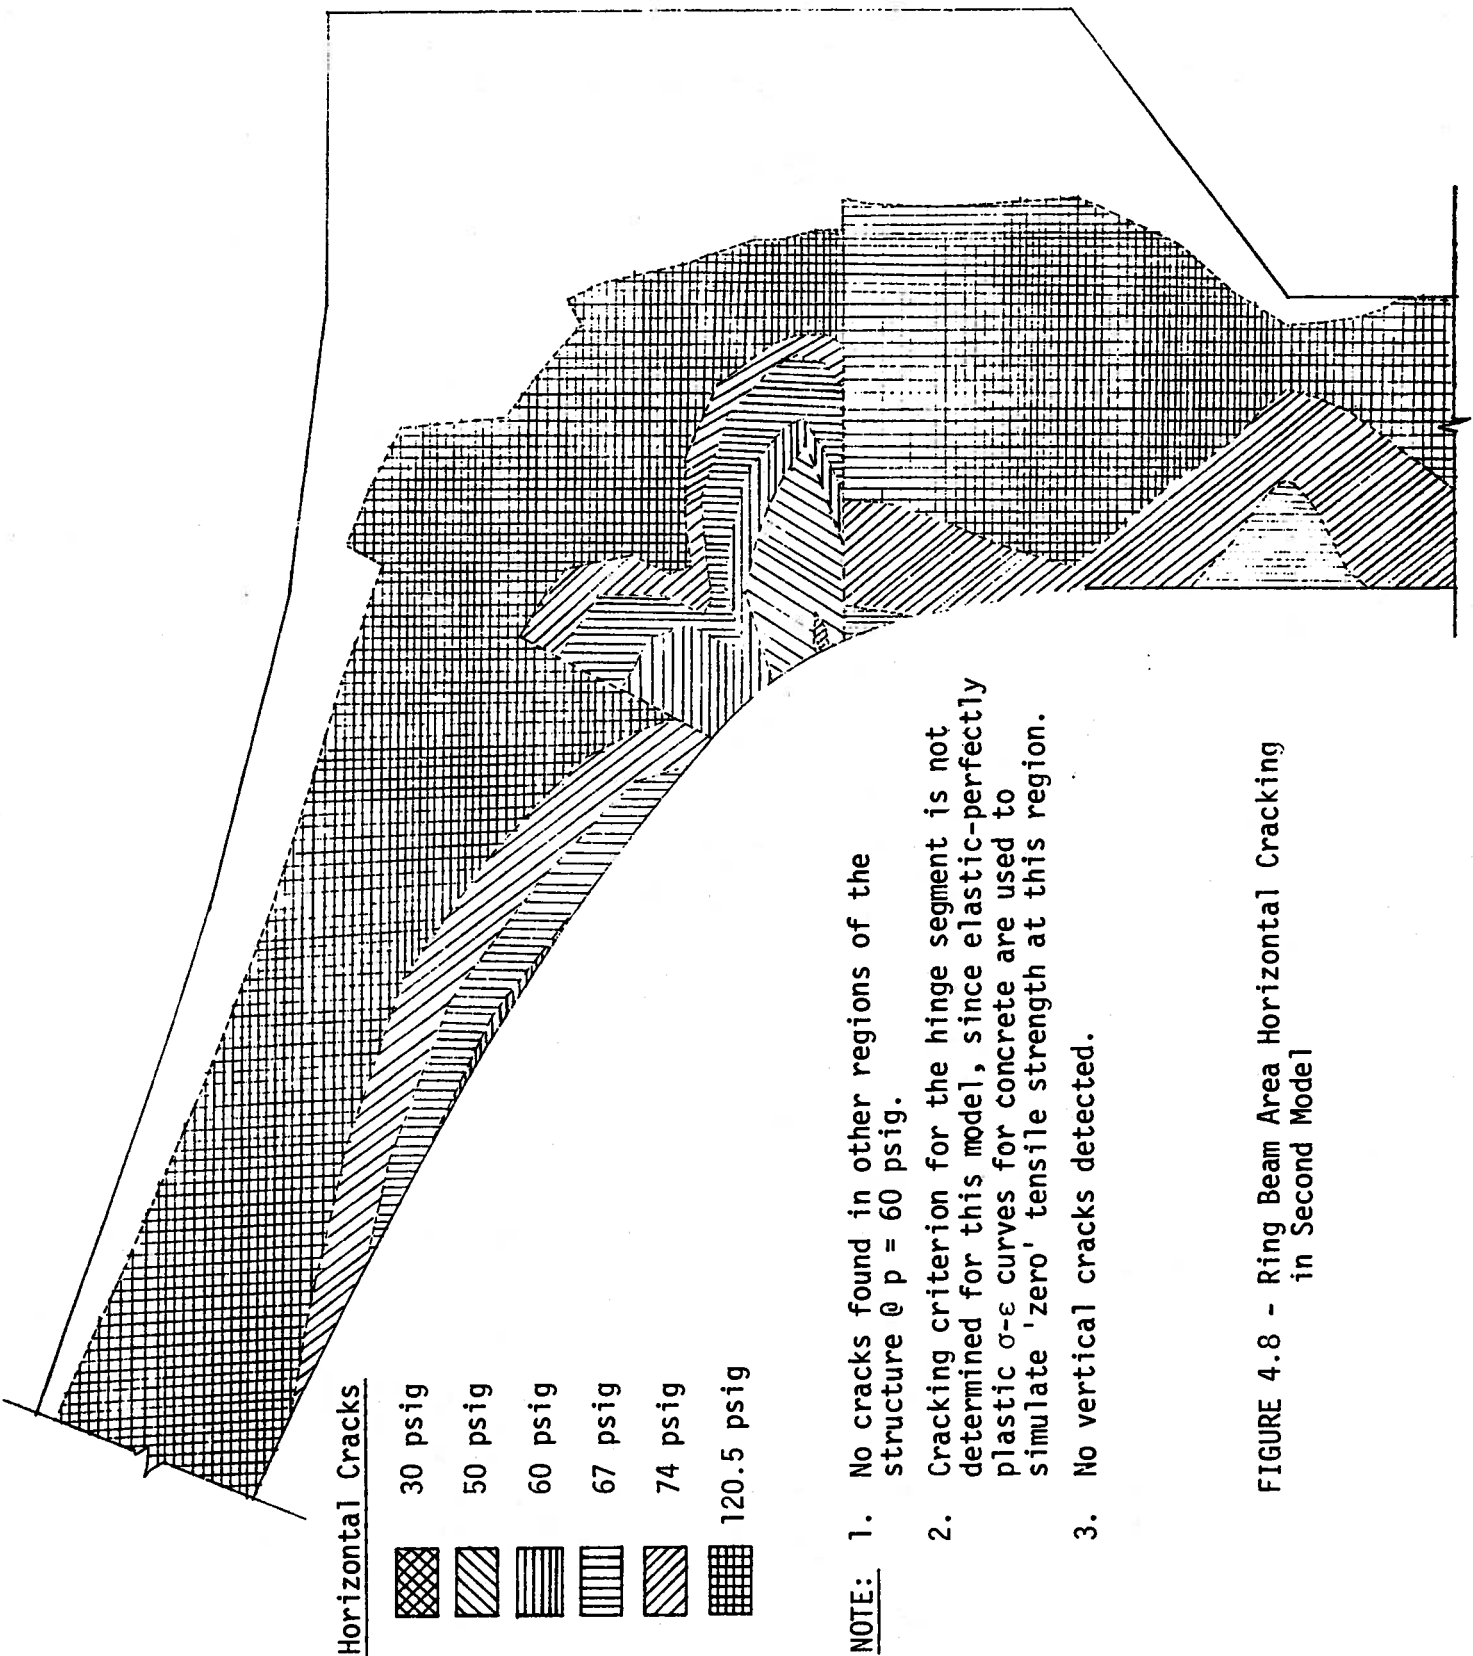 Horizontal Cracks
30 psig
50 psig
60 psig
67 psig
74 psig
120.5 psig
NOTE: 1. No cracks found in other regions of the
structure @ p = 60 psig.
2. Cracking criterion for the hinge segment is not
determined for this model, since elastic-perfectly
plastic σ-ε curves for concrete are used to
simulate 'zero' tensile strength at this region.
3. No vertical cracks detected.
FIGURE 4.8 - Ring Beam Area Horizontal Cracking
in Second Model